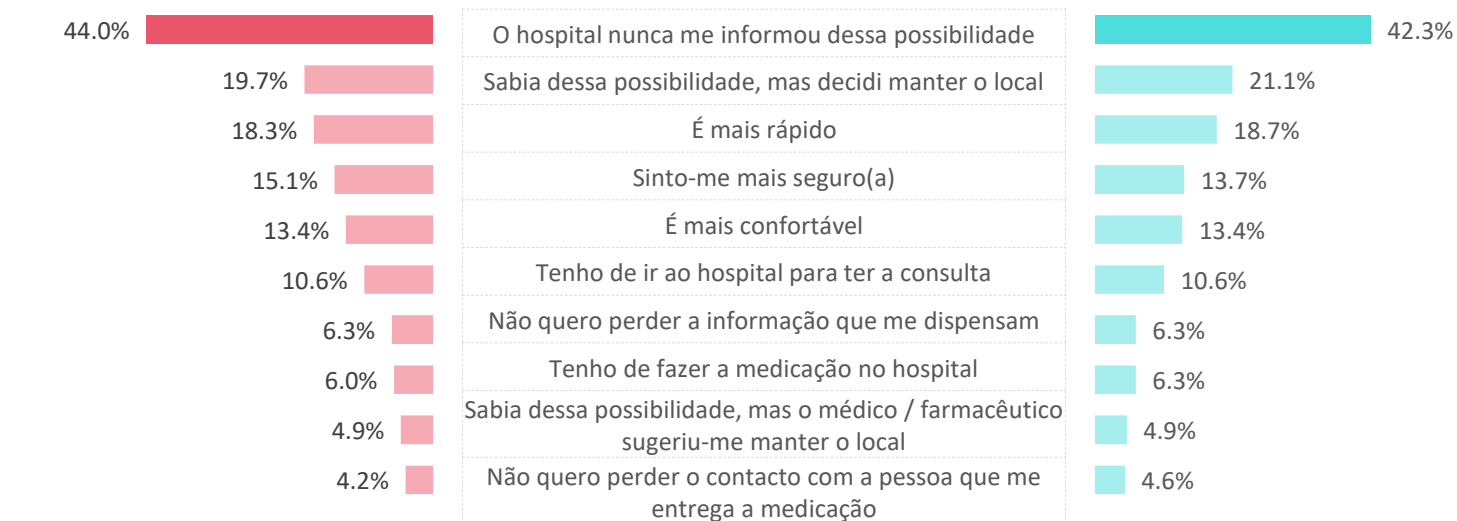 44.0% O hospital nunca me informou dessa possibilidade 42.3%
19.7% Sabia dessa possibilidade, mas decidi manter o local 21.1%
18.3% É mais rápido 18.7%
15.1% Sinto-me mais seguro(a) 13.7%
13.4% É mais confortável 13.4%
10.6% Tenho de ir ao hospital para ter a consulta 10.6%
6.3% Não quero perder a informação que me dispensam 6.3%
6.0% Tenho de fazer a medicação no hospital 6.3%
4.9% Sabia dessa possibilidade, mas o médico / farmacêutico 4.9%
sugeriu-me manter o local
4.2% Não quero perder o contacto com a pessoa que me 4.6%
entrega a medicação